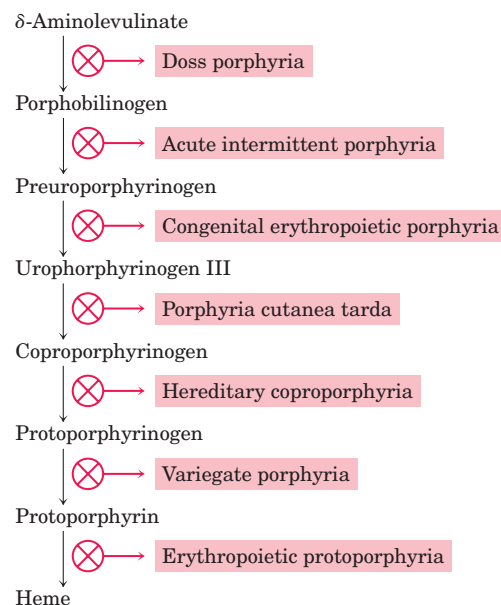 δ-Aminolevulinate
Doss porphyria
Porphobilinogen
Acute intermittent porphyria
Preuroporphyrinogen
Congenital erythropoietic porphyria
Urophorphyrinogen III
Porphyria cutanea tarda
Coproporphyrinogen
Hereditary coproporphyria
Protoporphyrinogen
Variegate porphyria
Protoporphyrin
Erythropoietic protoporphyria
Heme